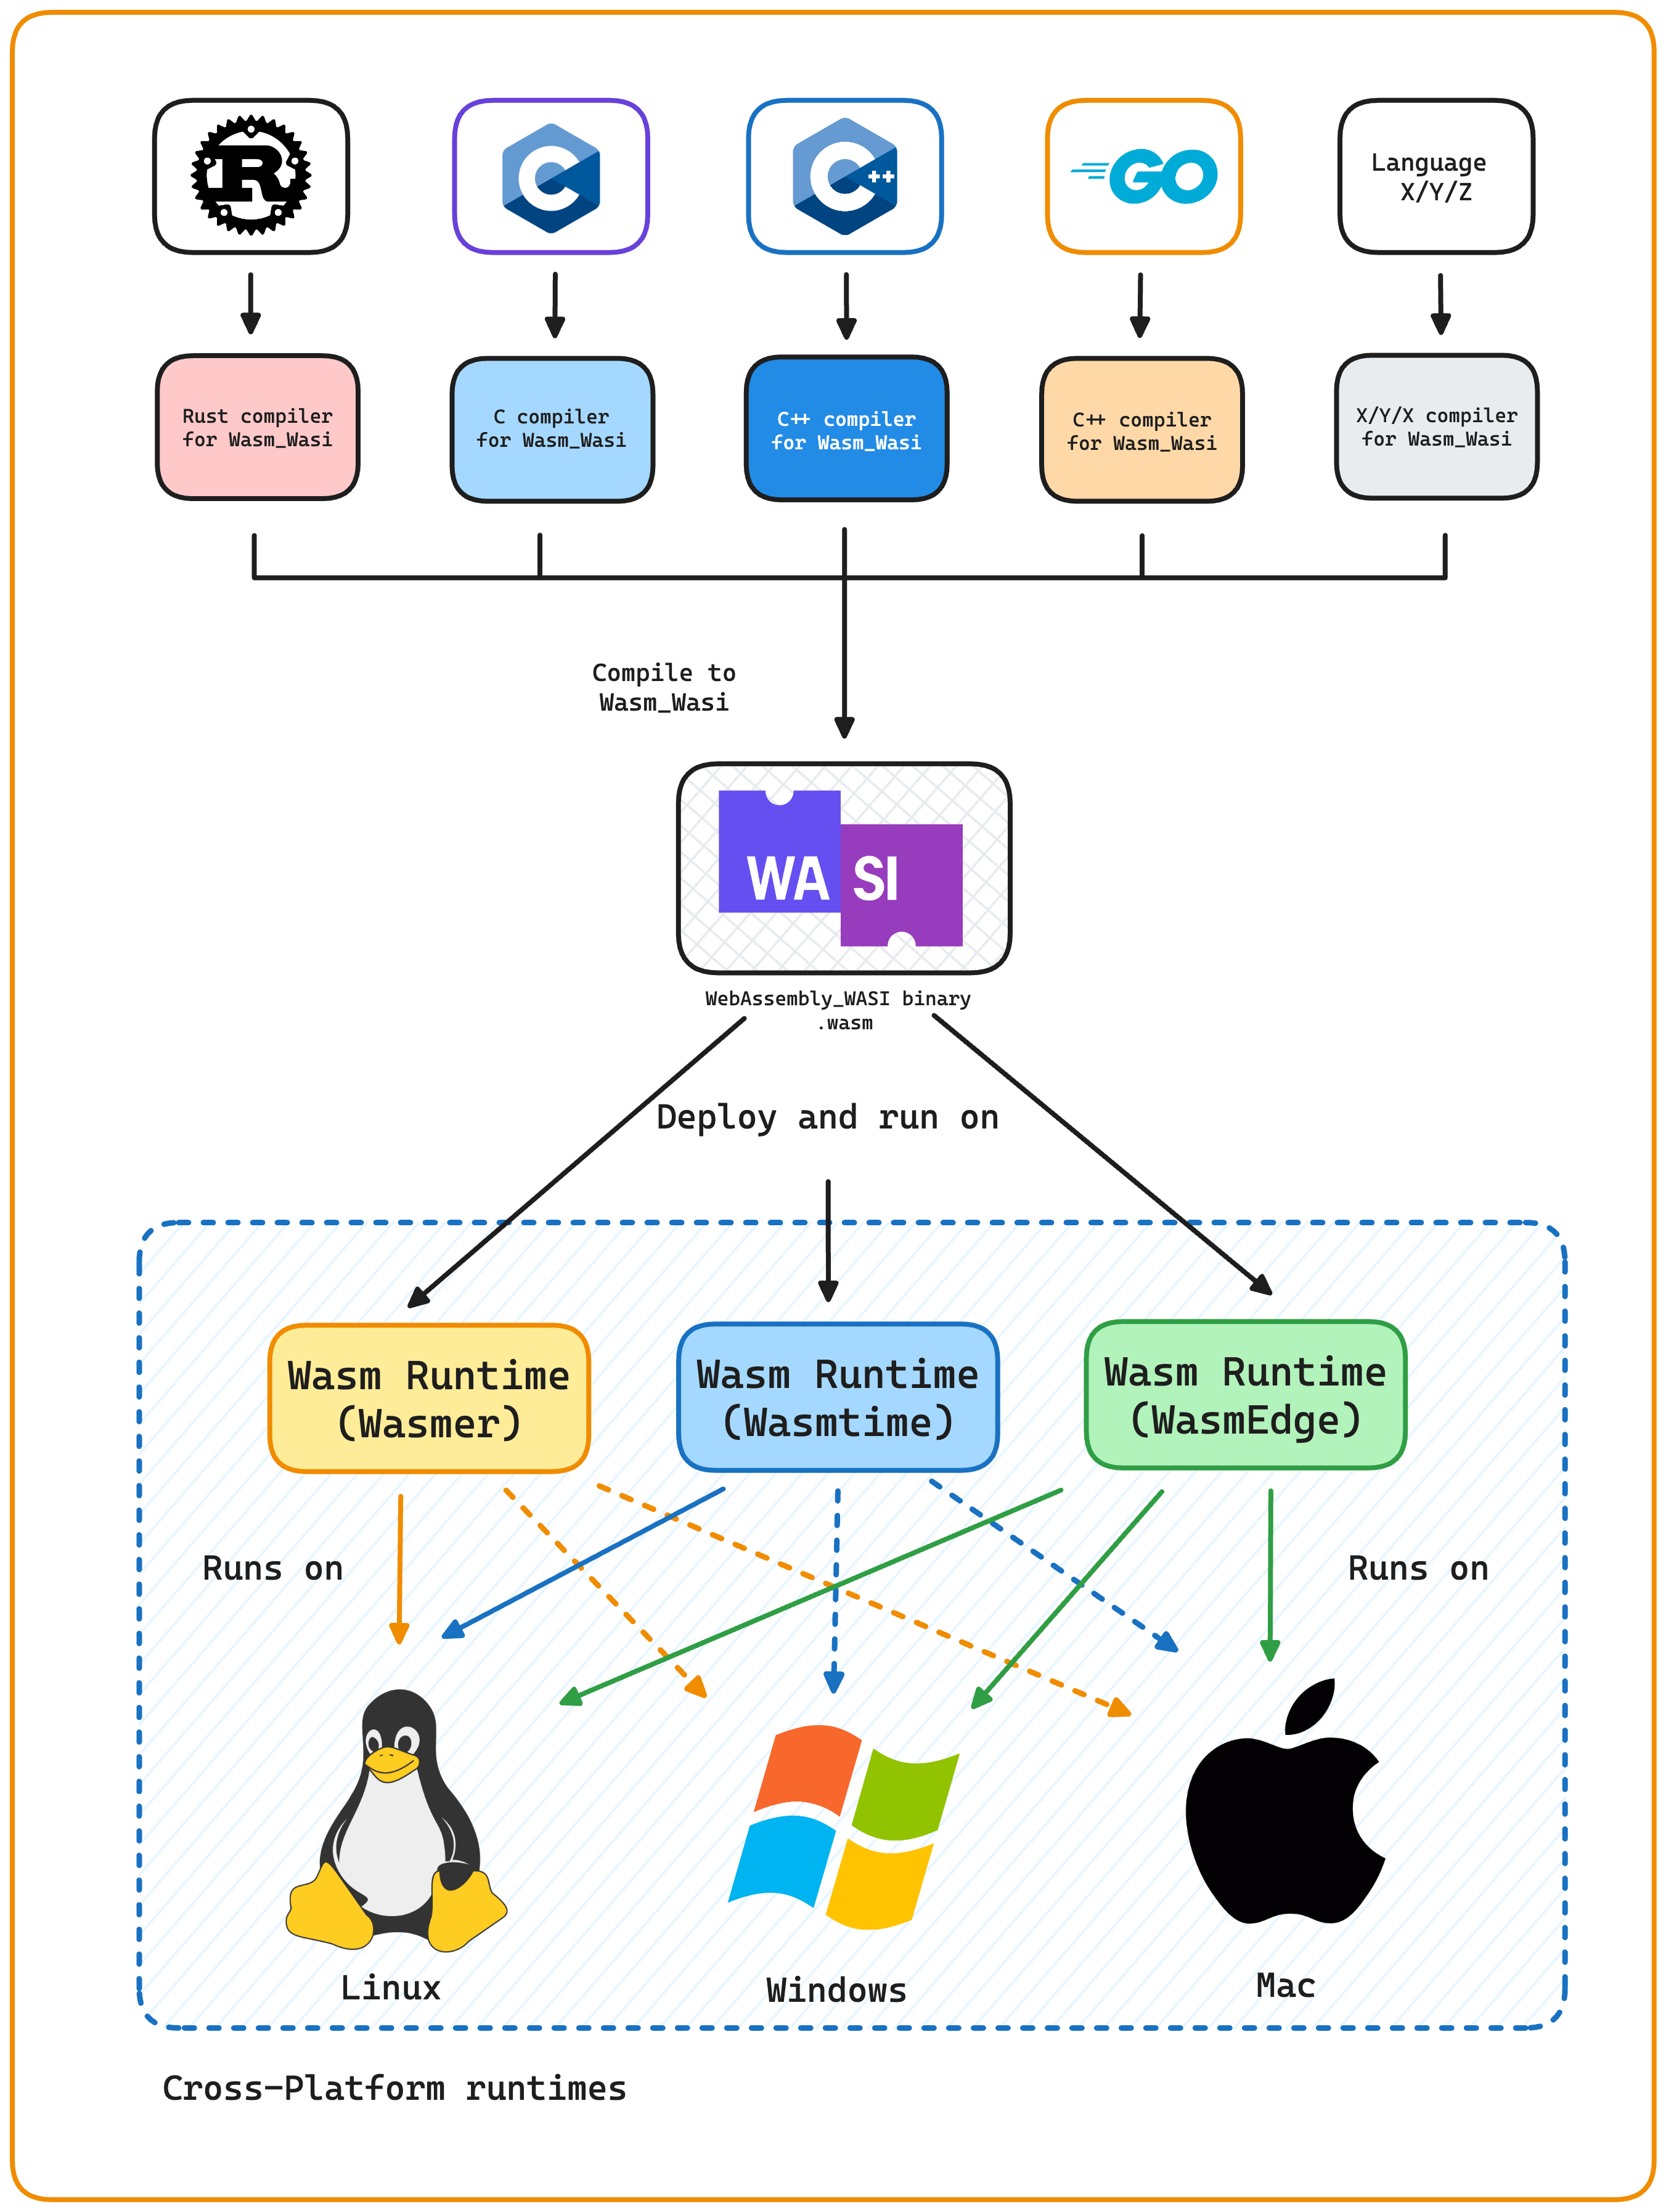 R
C
C++
GO
Language
X/Y/Z
Rust compiler
for Wasm_Wasi
C compiler
for Wasm_Wasi
C++ compiler
for Wasm_Wasi
C++ compiler
for Wasm_Wasi
X/Y/X compiler
for Wasm_Wasi
Compile to
Wasm_Wasi
WA SI
WebAssembly_WASI binary
.wasm
Deploy and run on
Wasm Runtime
(Wasmer)
Wasm Runtime
(Wasmtime)
Wasm Runtime
(WasmEdge)
Runs on
Runs on
Linux
Windows
Mac
Cross-Platform runtimes